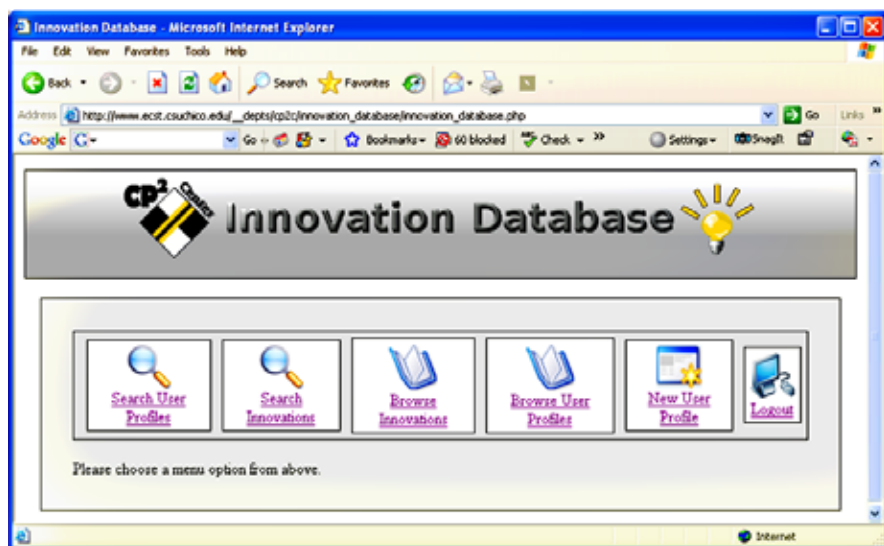 Innovation Database - Microsoft Internet Explorer
File Edit View Favorites Tools Help
Back Search Favorites
Address http://www.ecst.csuchico.edu/__depts/cp2c/innovation_database/innovation_database.php Go Links »
Google G Go Bookmarks 60 blocked Check » Settings SnagIt
CP2 Center Innovation Database
Search User Profiles
Search Innovations
Browse Innovations
Browse User Profiles
New User Profile
Logout
Please choose a menu option from above.
Internet